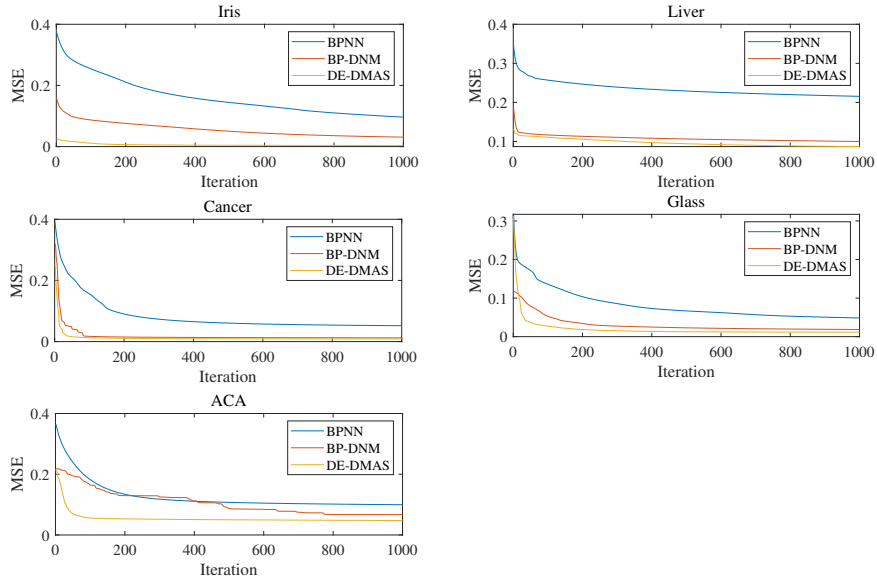 Iris
0.4
0.2
0
MSE
BPNN
BP-DNM
DE-DMAS
0 200 400 600 800 1000
Iteration
Liver
0.4
0.3
0.2
0.1
MSE
BPNN
BP-DNM
DE-DMAS
0 200 400 600 800 1000
Iteration
Cancer
0.4
0.2
0
MSE
BPNN
BP-DNM
DE-DMAS
0 200 400 600 800 1000
Iteration
Glass
0.3
0.2
0.1
0
MSE
BPNN
BP-DNM
DE-DMAS
0 200 400 600 800 1000
Iteration
ACA
0.4
0.2
0
MSE
BPNN
BP-DNM
DE-DMAS
0 200 400 600 800 1000
Iteration